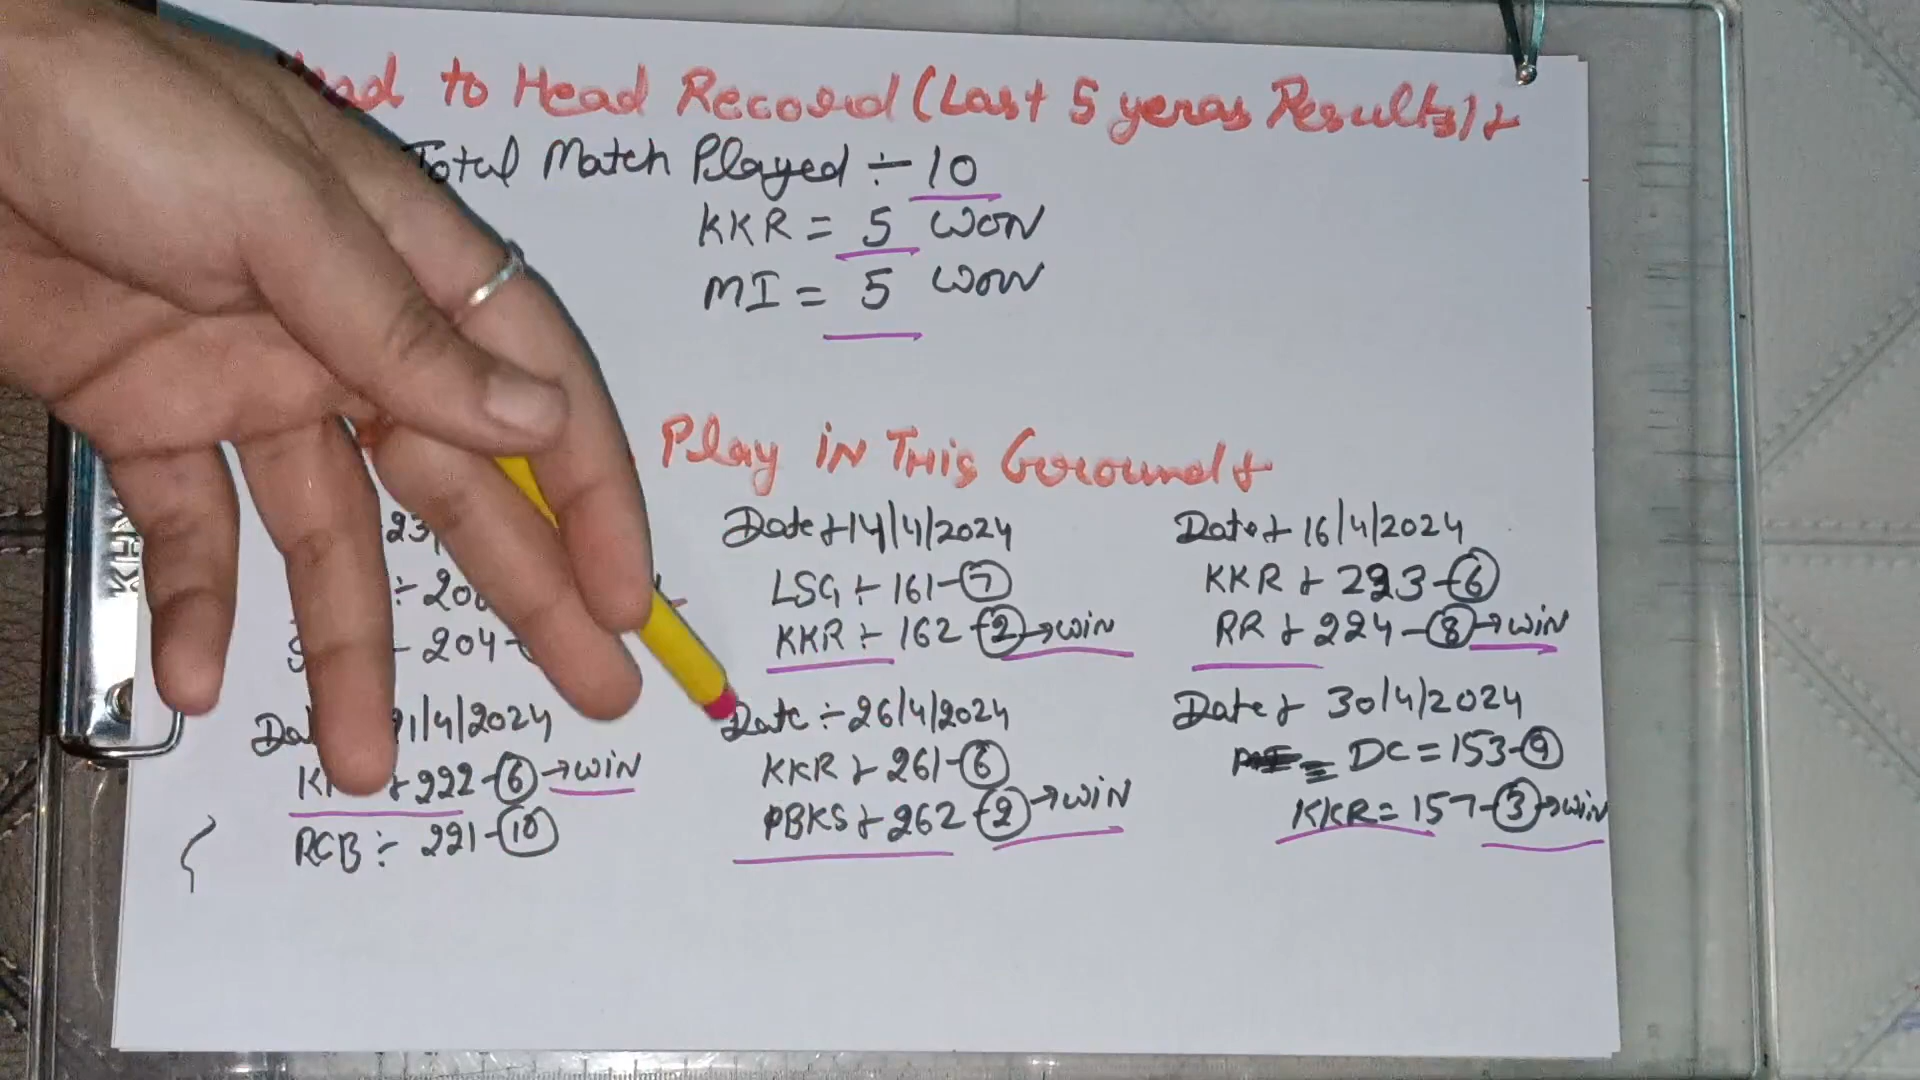 to Head Record (Last 5 yeras Results) ÷
Total Match Played ÷ 10
KKR = 5 WON
MI = 5 WON
Play in This Ground ÷
Date ÷ 14/4/2024
LSG ÷ 161-7
KKR ÷ 162-2 → win
Date ÷ 16/4/2024
KKR ÷ 223-6
RR ÷ 224-8 → win
204
21/4/2024
222-6 → win
RCB ÷ 221-10
Date ÷ 26/4/2024
KKR ÷ 261-6
PBKS ÷ 262-2 → win
Date ÷ 30/4/2024
DC = 153-9
KKR = 157-3 → win